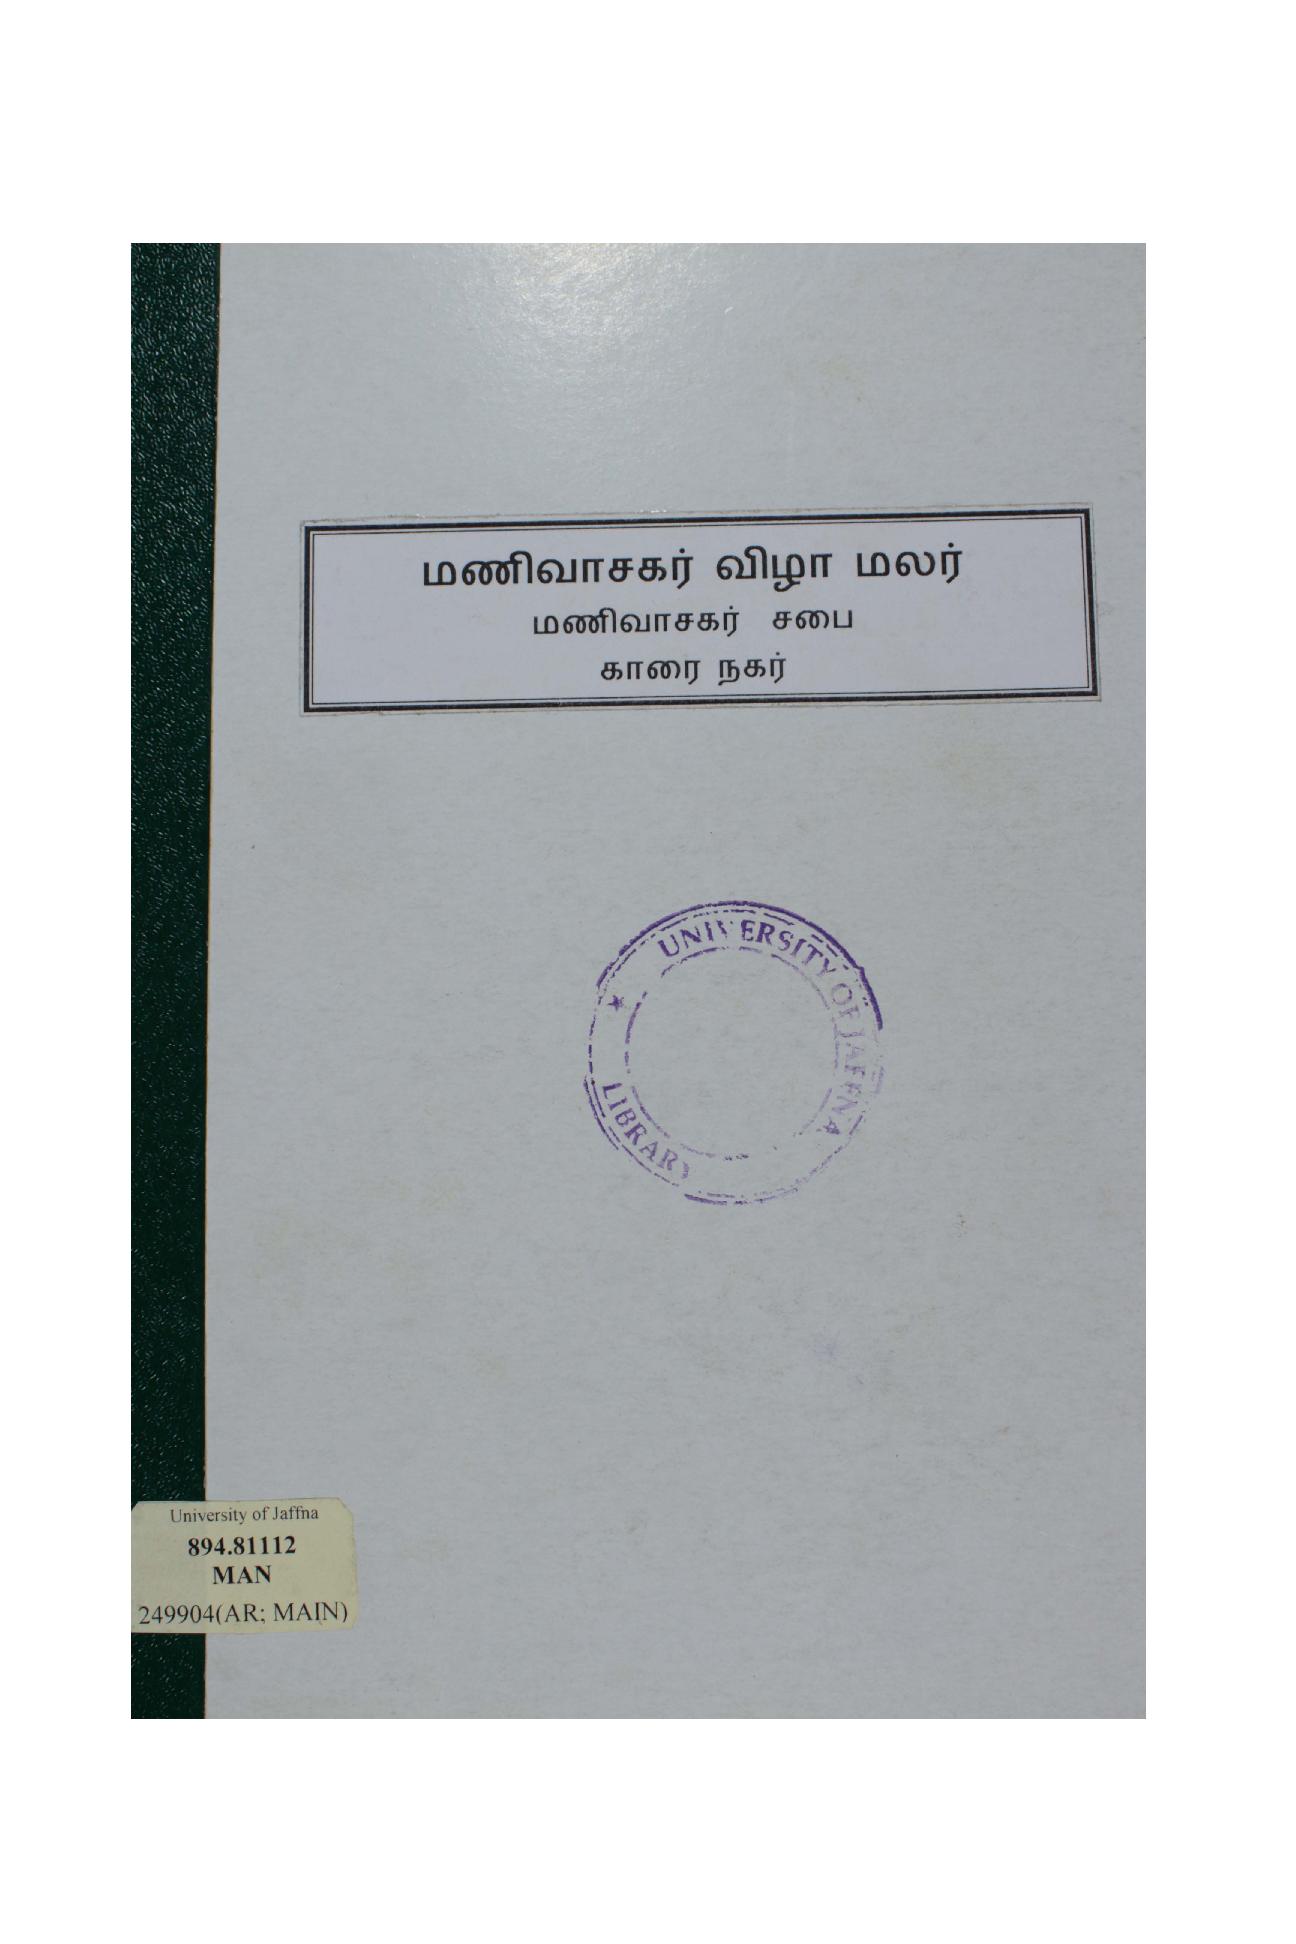 மணிவாசகர் விழா மலர்
மணிவாசகர் சபை
காரை நகர்
UNIVERSITY OF JAFFNA
LIBRARY
University of Jaffna
894.81112
MAN
249904(AR; MAIN)